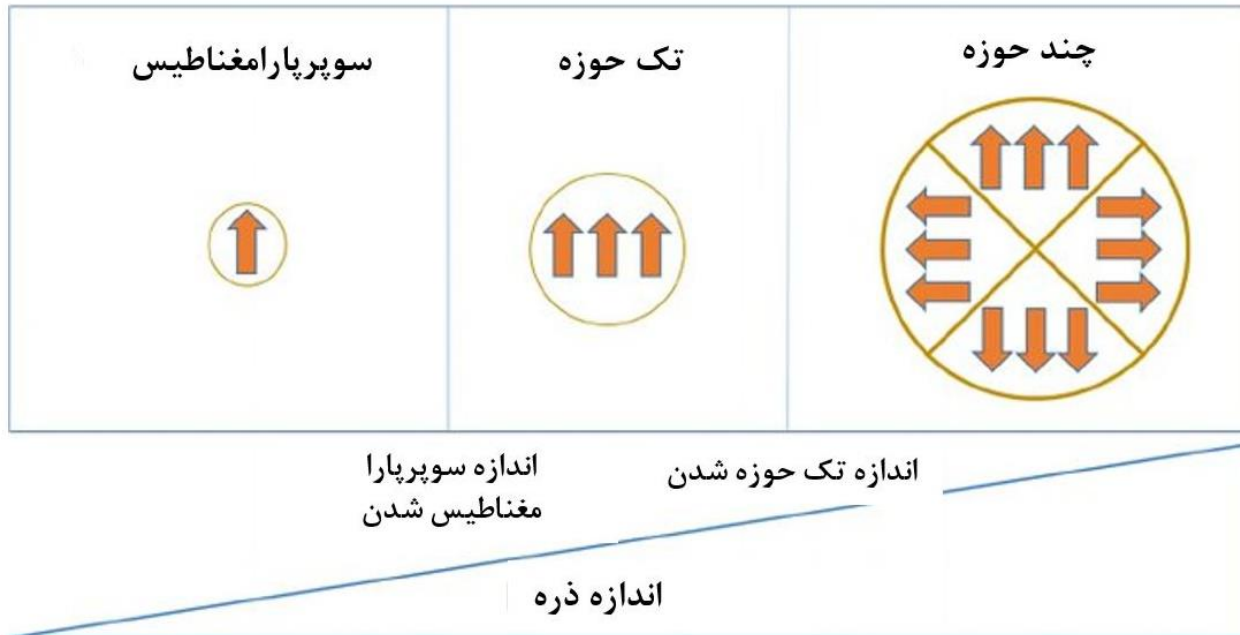 چند حوزه
تک حوزه
سوپرپارامغناطیس
اندازه تک حوزه شدن
اندازه سوپرپارا
مغناطیس شدن
اندازه ذره